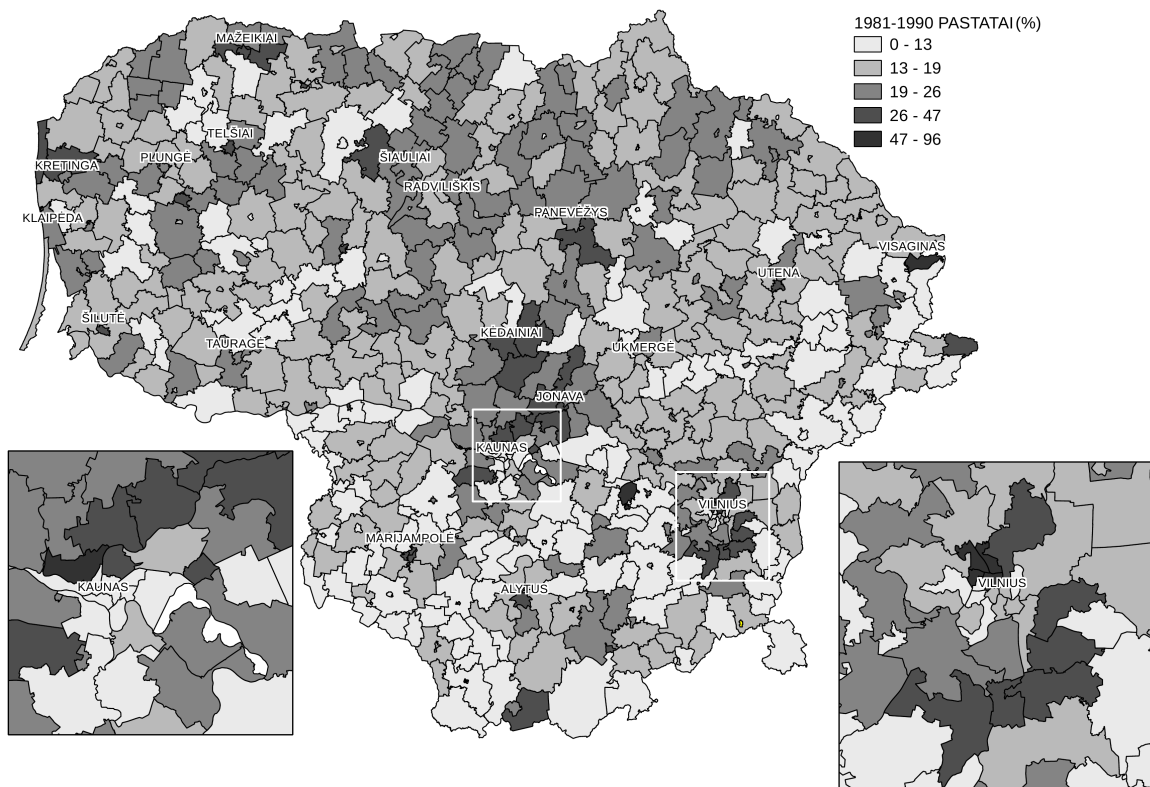 1981-1990 PASTATAI (%)
0 - 13
13 - 19
19 - 26
26 - 47
47 - 96
MAŽEIKIAI
TELŠIAI
KRETINGA
PLUNGĖ
ŠIAULIAI
RADVILIŠKIS
KLAIPĖDA
PANEVĖŽYS
VISAGINAS
UTENA
ŠILUTĖ
TAURAGĖ
KĖDAINIAI
UKMERGĖ
JONAVA
KAUNAS
VILNIUS
MARIJAMPOLĖ
ALYTUS
KAUNAS
VILNIUS